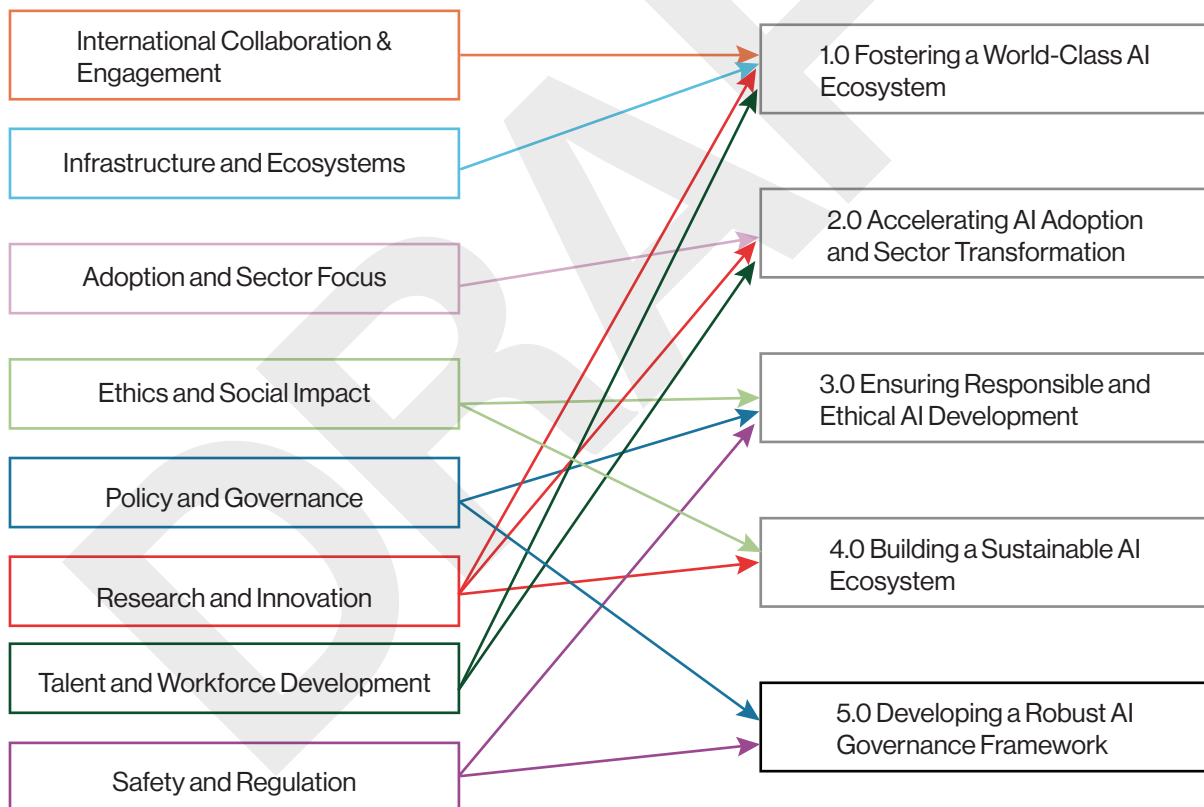 International Collaboration &
Engagement
Infrastructure and Ecosystems
Adoption and Sector Focus
Ethics and Social Impact
Policy and Governance
Research and Innovation
Talent and Workforce Development
Safety and Regulation
1.0 Fostering a World-Class AI
Ecosystem
2.0 Accelerating AI Adoption
and Sector Transformation
3.0 Ensuring Responsible and
Ethical AI Development
4.0 Building a Sustainable AI
Ecosystem
5.0 Developing a Robust AI
Governance Framework
DRAF